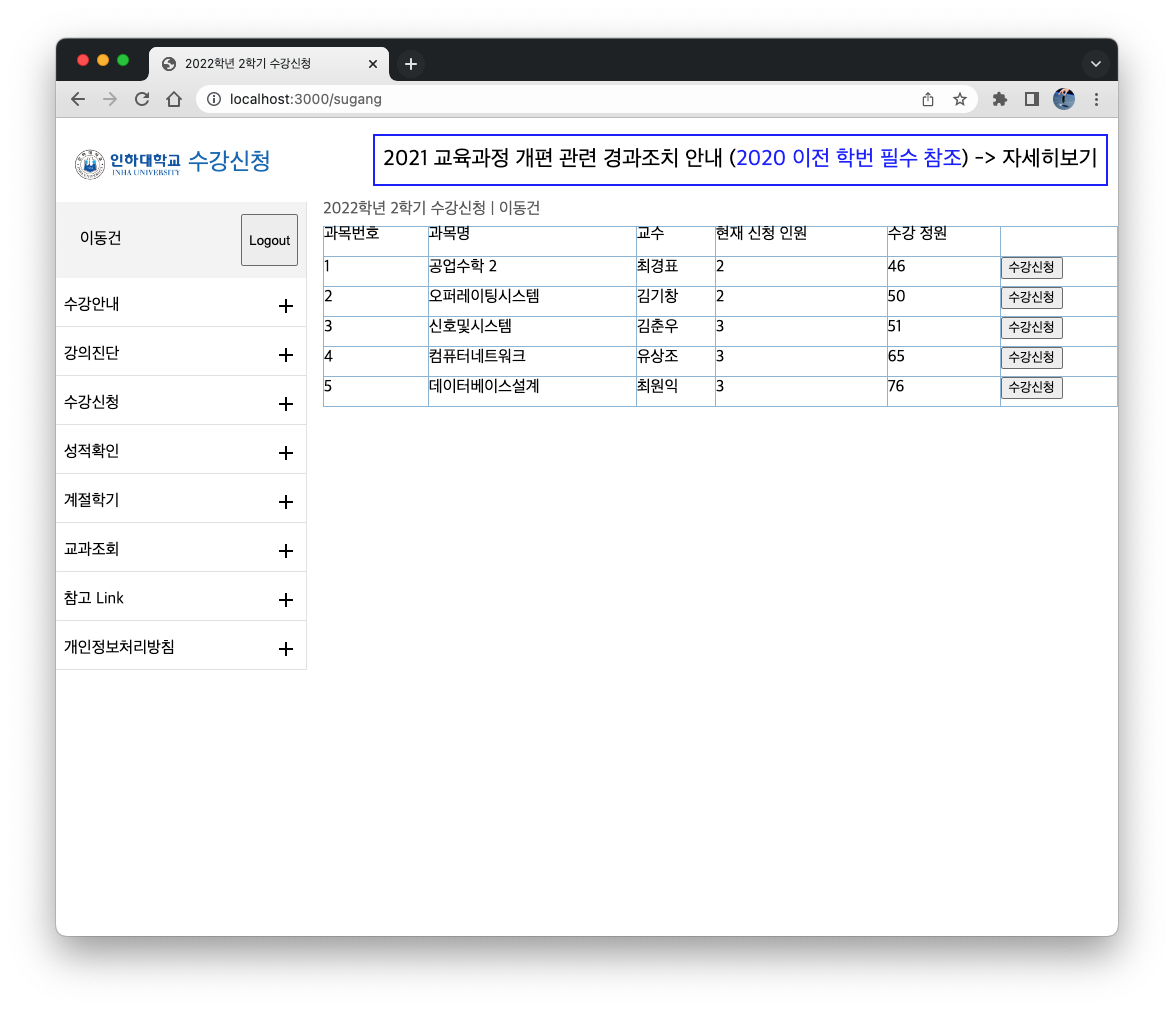 2022학년 2학기 수강신청
localhost:3000/sugang
인하대학교 수강신청
INHA UNIVERSITY
2021 교육과정 개편 관련 경과조치 안내 (2020 이전 학번 필수 참조) -> 자세히보기
이동건 Logout
수강안내
강의진단
수강신청
성적확인
계절학기
교과조회
참고 Link
개인정보처리방침
2022학년 2학기 수강신청 | 이동건
과목번호 과목명 교수 현재 신청 인원 수강 정원
1 공업수학 2 최경표 2 46 수강신청
2 오퍼레이팅시스템 김기창 2 50 수강신청
3 신호및시스템 김춘우 3 51 수강신청
4 컴퓨터네트워크 유상조 3 65 수강신청
5 데이터베이스설계 최원익 3 76 수강신청